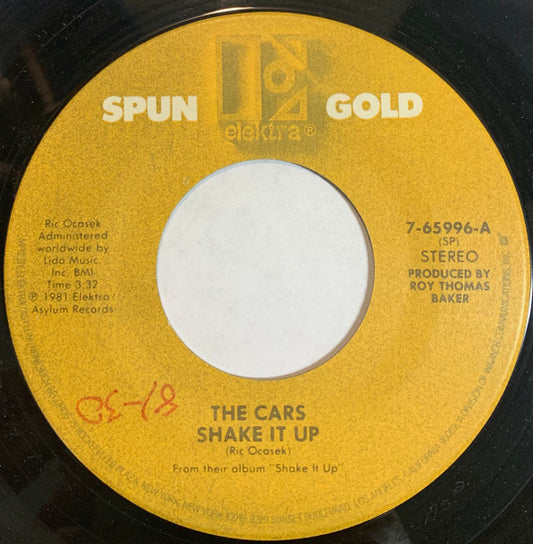 SPUN GOLD
elektra®
Ric Ocasek
Administered
worldwide by
Lido Music,
Inc. BMI
Time 3:32
℗ 1981 Elektra/
Asylum Records
7-65996-A
(SP)
STEREO
PRODUCED BY
ROY THOMAS
BAKER
THE CARS
SHAKE IT UP
(Ric Ocasek)
From their album "Shake It Up"